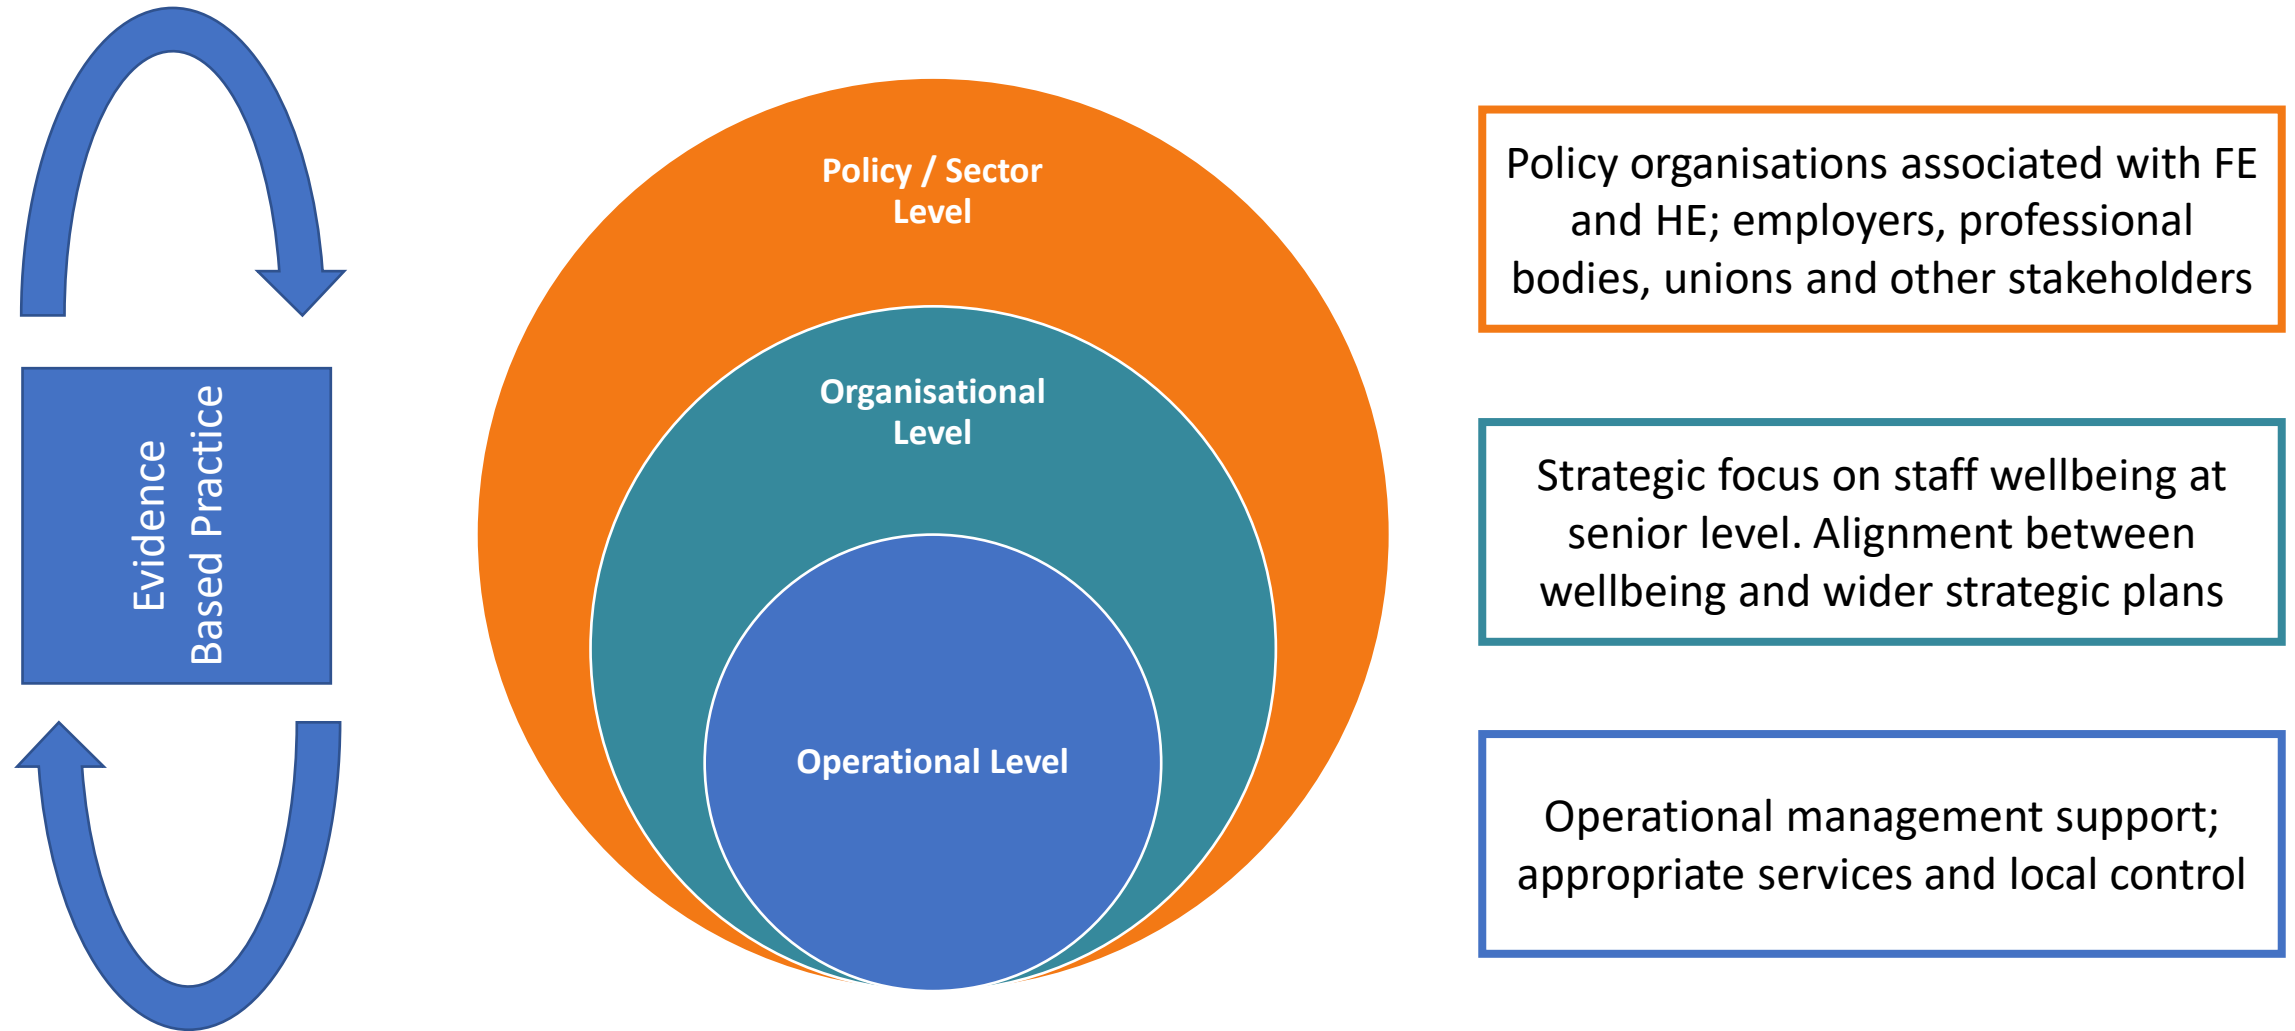 Evidence
Based Practice
Policy / Sector
Level
Organisational
Level
Operational Level
Policy organisations associated with FE
and HE; employers, professional
bodies, unions and other stakeholders
Strategic focus on staff wellbeing at
senior level. Alignment between
wellbeing and wider strategic plans
Operational management support;
appropriate services and local control